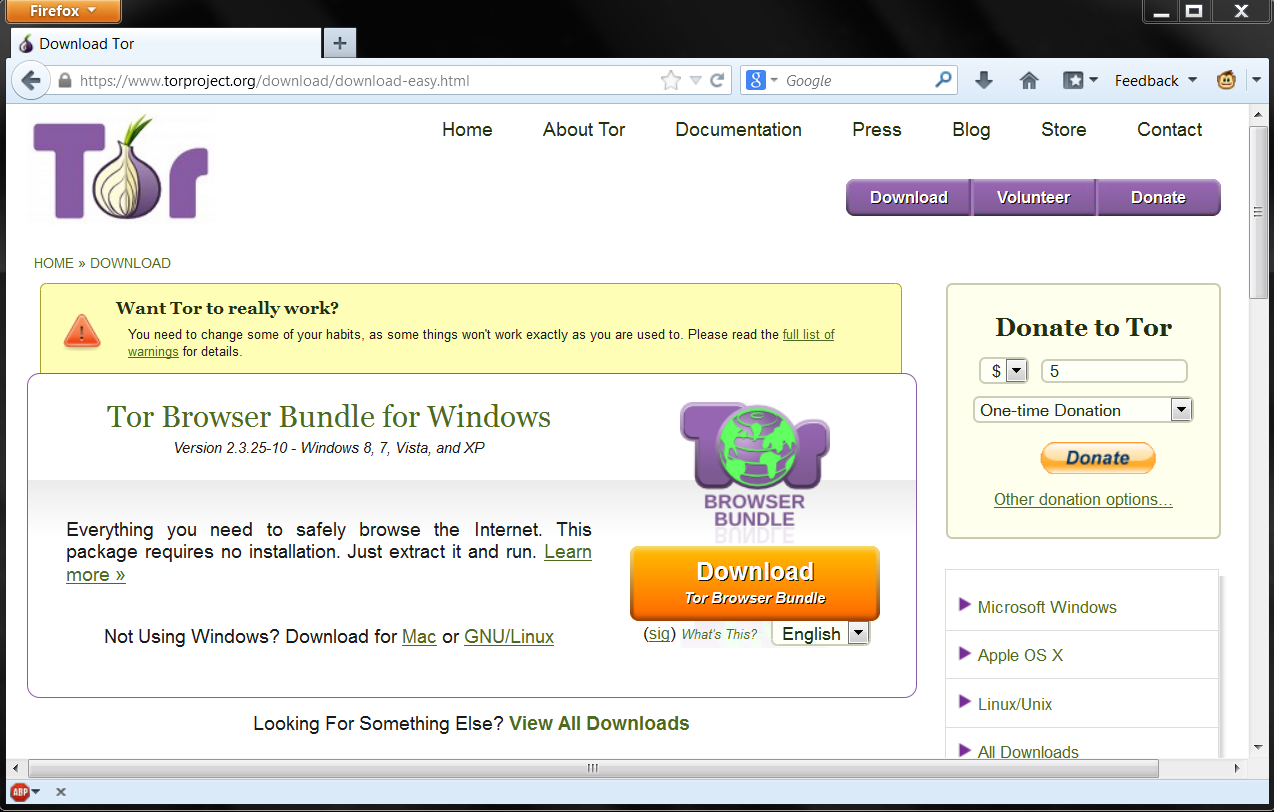 Firefox
Download Tor
https://www.torproject.org/download/download-easy.html
g
Google
Feedback
Tor
Home About Tor Documentation Press Blog Store Contact
Download Volunteer Donate
HOME » DOWNLOAD
Want Tor to really work?
You need to change some of your habits, as some things won't work exactly as you are used to. Please read the full list of
warnings for details.
Donate to Tor
$ 5
One-time Donation
Donate
Other donation options...
Tor Browser Bundle for Windows
Version 2.3.25-10 - Windows 8, 7, Vista, and XP
Everything you need to safely browse the Internet. This
package requires no installation. Just extract it and run. Learn
more »
Not Using Windows? Download for Mac or GNU/Linux
Tor
BROWSER
BUNDLE
Download
Tor Browser Bundle
(sig) What's This? English
Looking For Something Else? View All Downloads
Microsoft Windows
Apple OS X
Linux/Unix
All Downloads
ABP